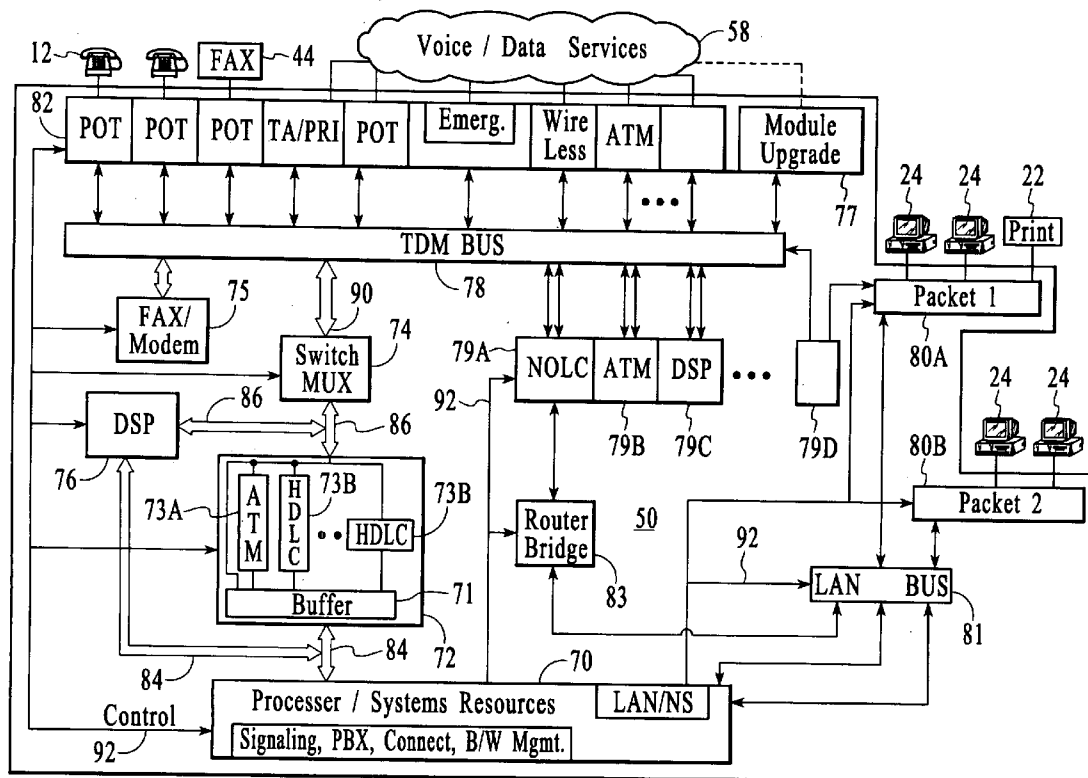 Voice / Data Services
58
12
FAX
44
82
POT
POT
POT
TA/PRI
POT
Emerg.
Wire
Less
ATM
Module
Upgrade
77
24
24
22
Print
TDM BUS
78
Packet 1
80A
FAX/
Modem
75
90
Switch
MUX
74
79A
NOLC
ATM
DSP
79B
79C
79D
92
86
DSP
76
86
24
24
80B
Packet 2
73A
ATM
HDLC
73B
HDLC
73B
Router
Bridge
83
50
92
LAN BUS
81
Buffer
71
72
84
84
70
Processer / Systems Resources
LAN/NS
Signaling, PBX, Connect, B/W Mgmt.
Control
92